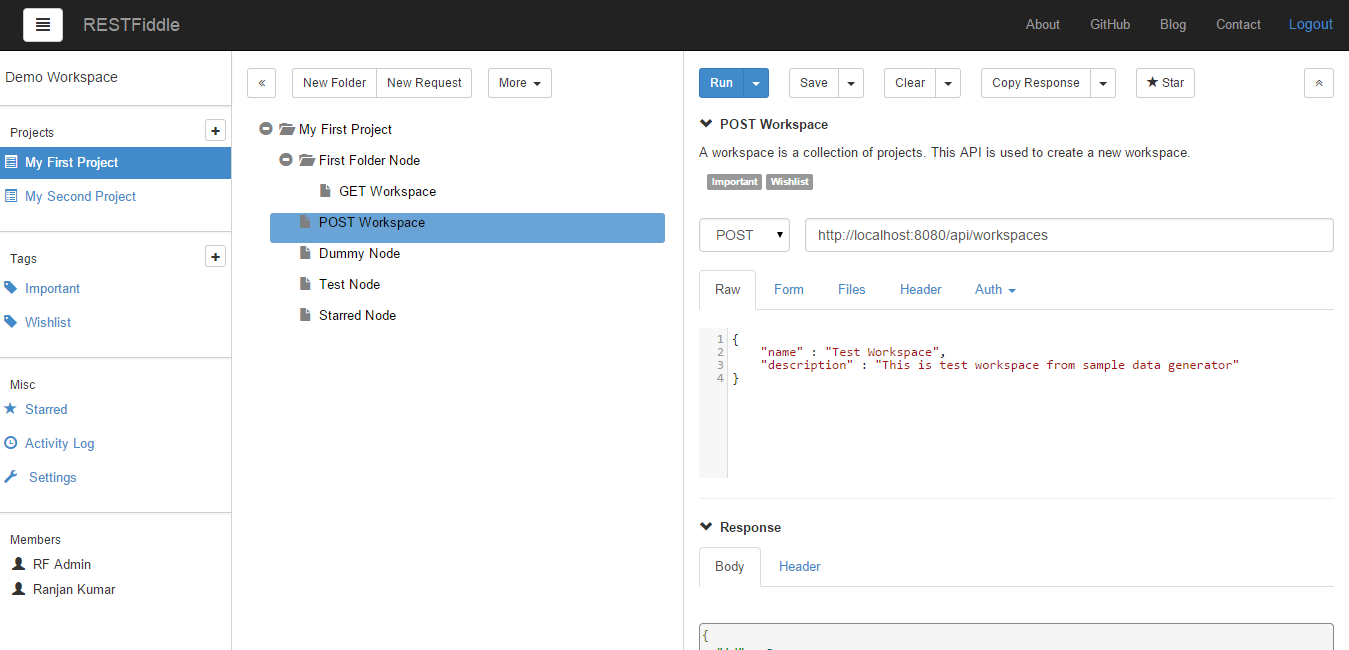 RESTFiddle
About GitHub Blog Contact Logout
Demo Workspace
Projects
My First Project
My Second Project
Tags
Important
Wishlist
Misc
Starred
Activity Log
Settings
Members
RF Admin
Ranjan Kumar
« New Folder New Request More
My First Project
First Folder Node
GET Workspace
POST Workspace
Dummy Node
Test Node
Starred Node
Run Save Clear Copy Response ★ Star
POST Workspace
A workspace is a collection of projects. This API is used to create a new workspace.
Important Wishlist
POST http://localhost:8080/api/workspaces
Raw Form Files Header Auth
1 {
2 "name" : "Test Workspace",
3 "description" : "This is test workspace from sample data generator"
4 }
Response
Body Header
{